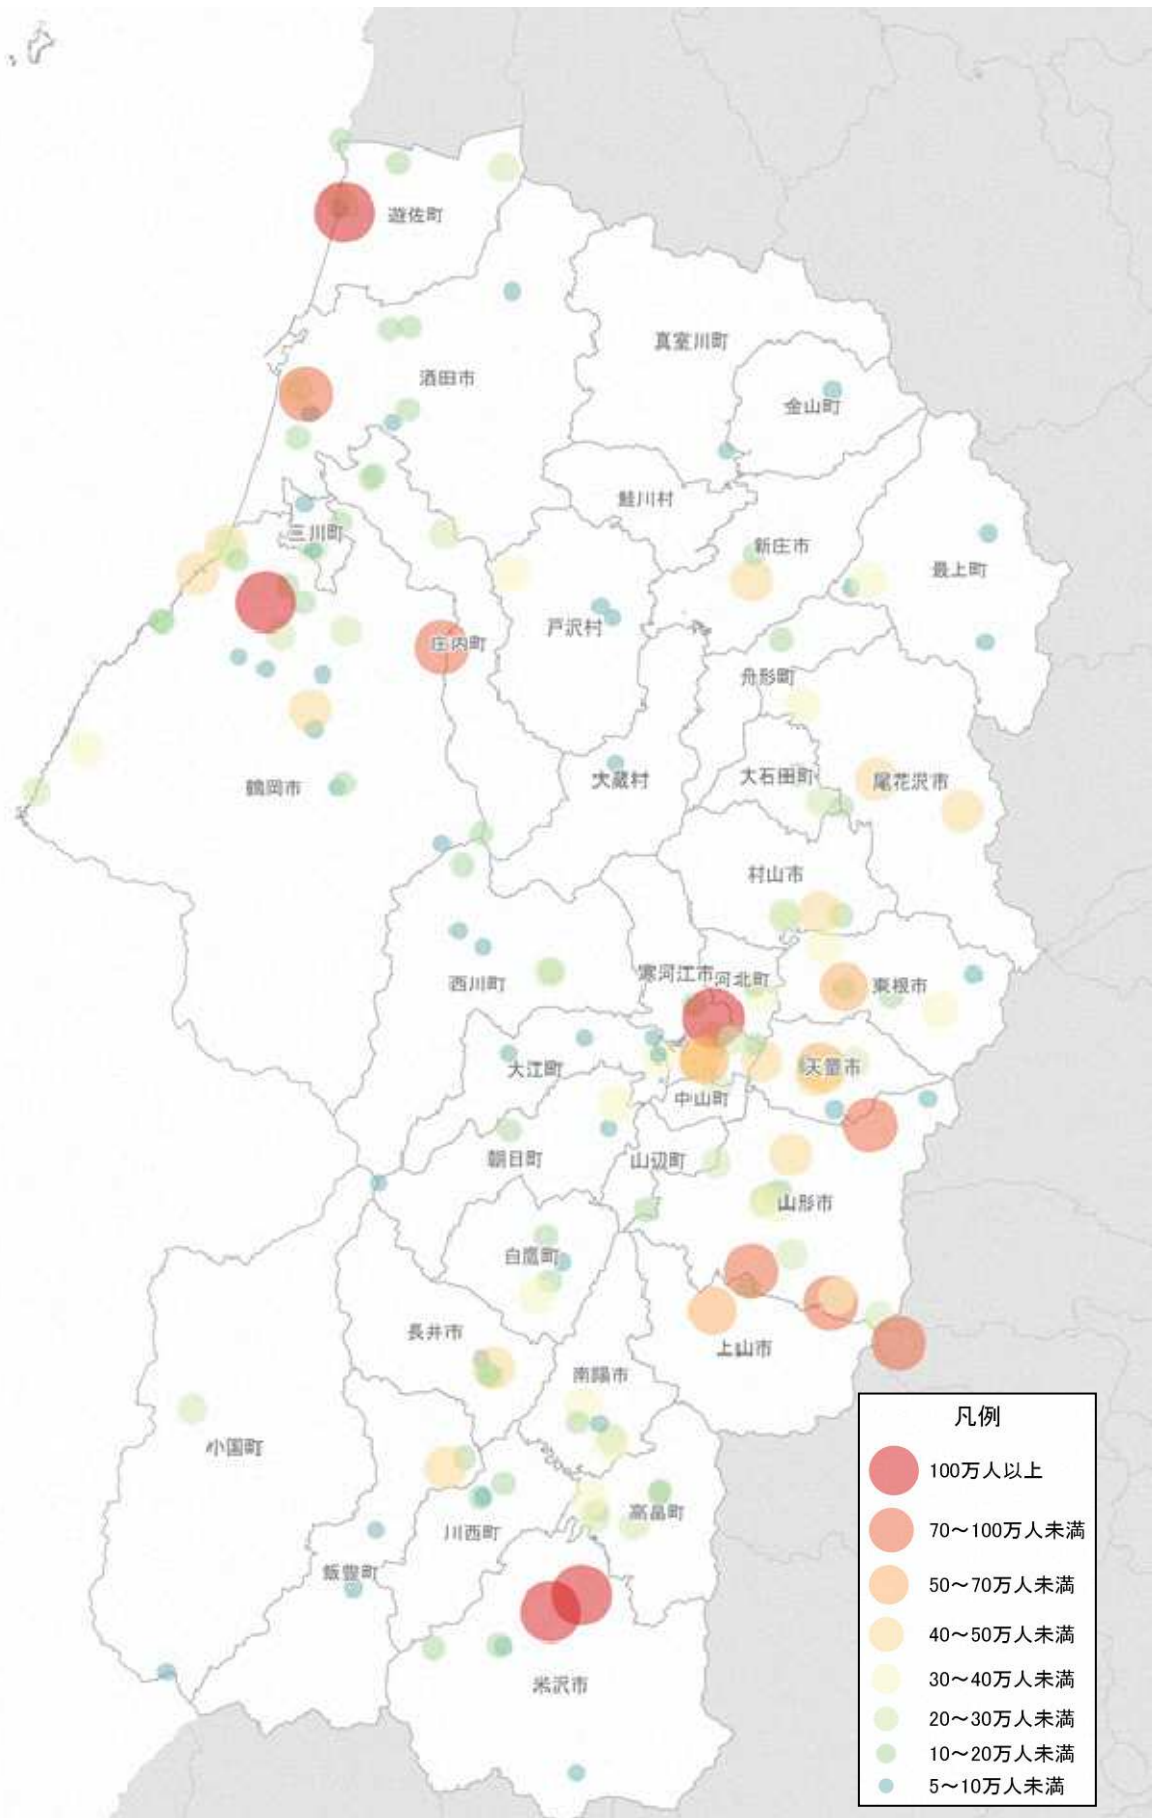 遊佐町
真室川町
酒田市
金山町
鮭川村
三川町
新庄市
最上町
戸沢村
庄内町
舟形町
大石田町
尾花沢市
大蔵村
鶴岡市
村山市
寒河江市
河北町
西川町
東根市
大江町
天童市
中山町
朝日町
山辺町
山形市
白鷹町
長井市
上山市
南陽市
小国町
高畠町
川西町
飯豊町
米沢市
凡例
100万人以上
70～100万人未満
50～70万人未満
40～50万人未満
30～40万人未満
20～30万人未満
10～20万人未満
5～10万人未満